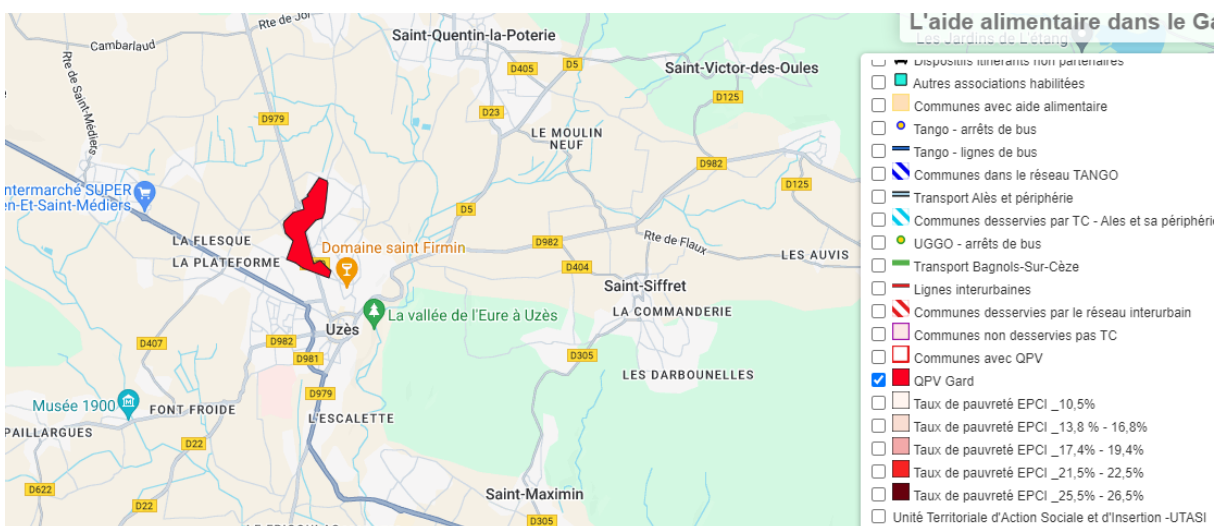 L'aide alimentaire dans le Ga
Les Jardins de L'étang
Dispositifs itinérants non partenaires
Autres associations habilitées
Communes avec aide alimentaire
Tango - arrêts de bus
Tango - lignes de bus
Communes dans le réseau TANGO
Transport Alès et périphérie
Communes desservies par TC - Ales et sa périphérie
UGGO - arrêts de bus
Transport Bagnols-Sur-Cèze
Lignes interurbaines
Communes desservies par le réseau interurbain
Communes non desservies pas TC
Communes avec QPV
QPV Gard
Taux de pauvreté EPCI _10,5%
Taux de pauvreté EPCI _13,8 % - 16,8%
Taux de pauvreté EPCI _17,4% - 19,4%
Taux de pauvreté EPCI _21,5% - 22,5%
Taux de pauvreté EPCI _25,5% - 26,5%
Unité Territoriale d'Action Sociale et d'Insertion -UTASI
Cambarlaud
Rte de Saint-Médiers
Saint-Quentin-la-Poterie
D405
D5
Saint-Victor-des-Oules
D125
D23
D979
LE MOULIN
NEUF
D982
D125
ntermarché SUPER
en-Et-Saint-Médiers
D5
LA FLESQUE
LA PLATEFORME
Domaine saint Firmin
D982
Rte de Flaux
LES AUVIS
D404
Saint-Siffret
LA COMMANDERIE
La vallée de l'Eure à Uzès
Uzès
D407
D982
D981
D305
LES DARBOUNELLES
D979
Musée 1900
FONT FROIDE
L'ESCALETTE
PAILLARGUES
D22
D622
D22
Saint-Maximin
D305